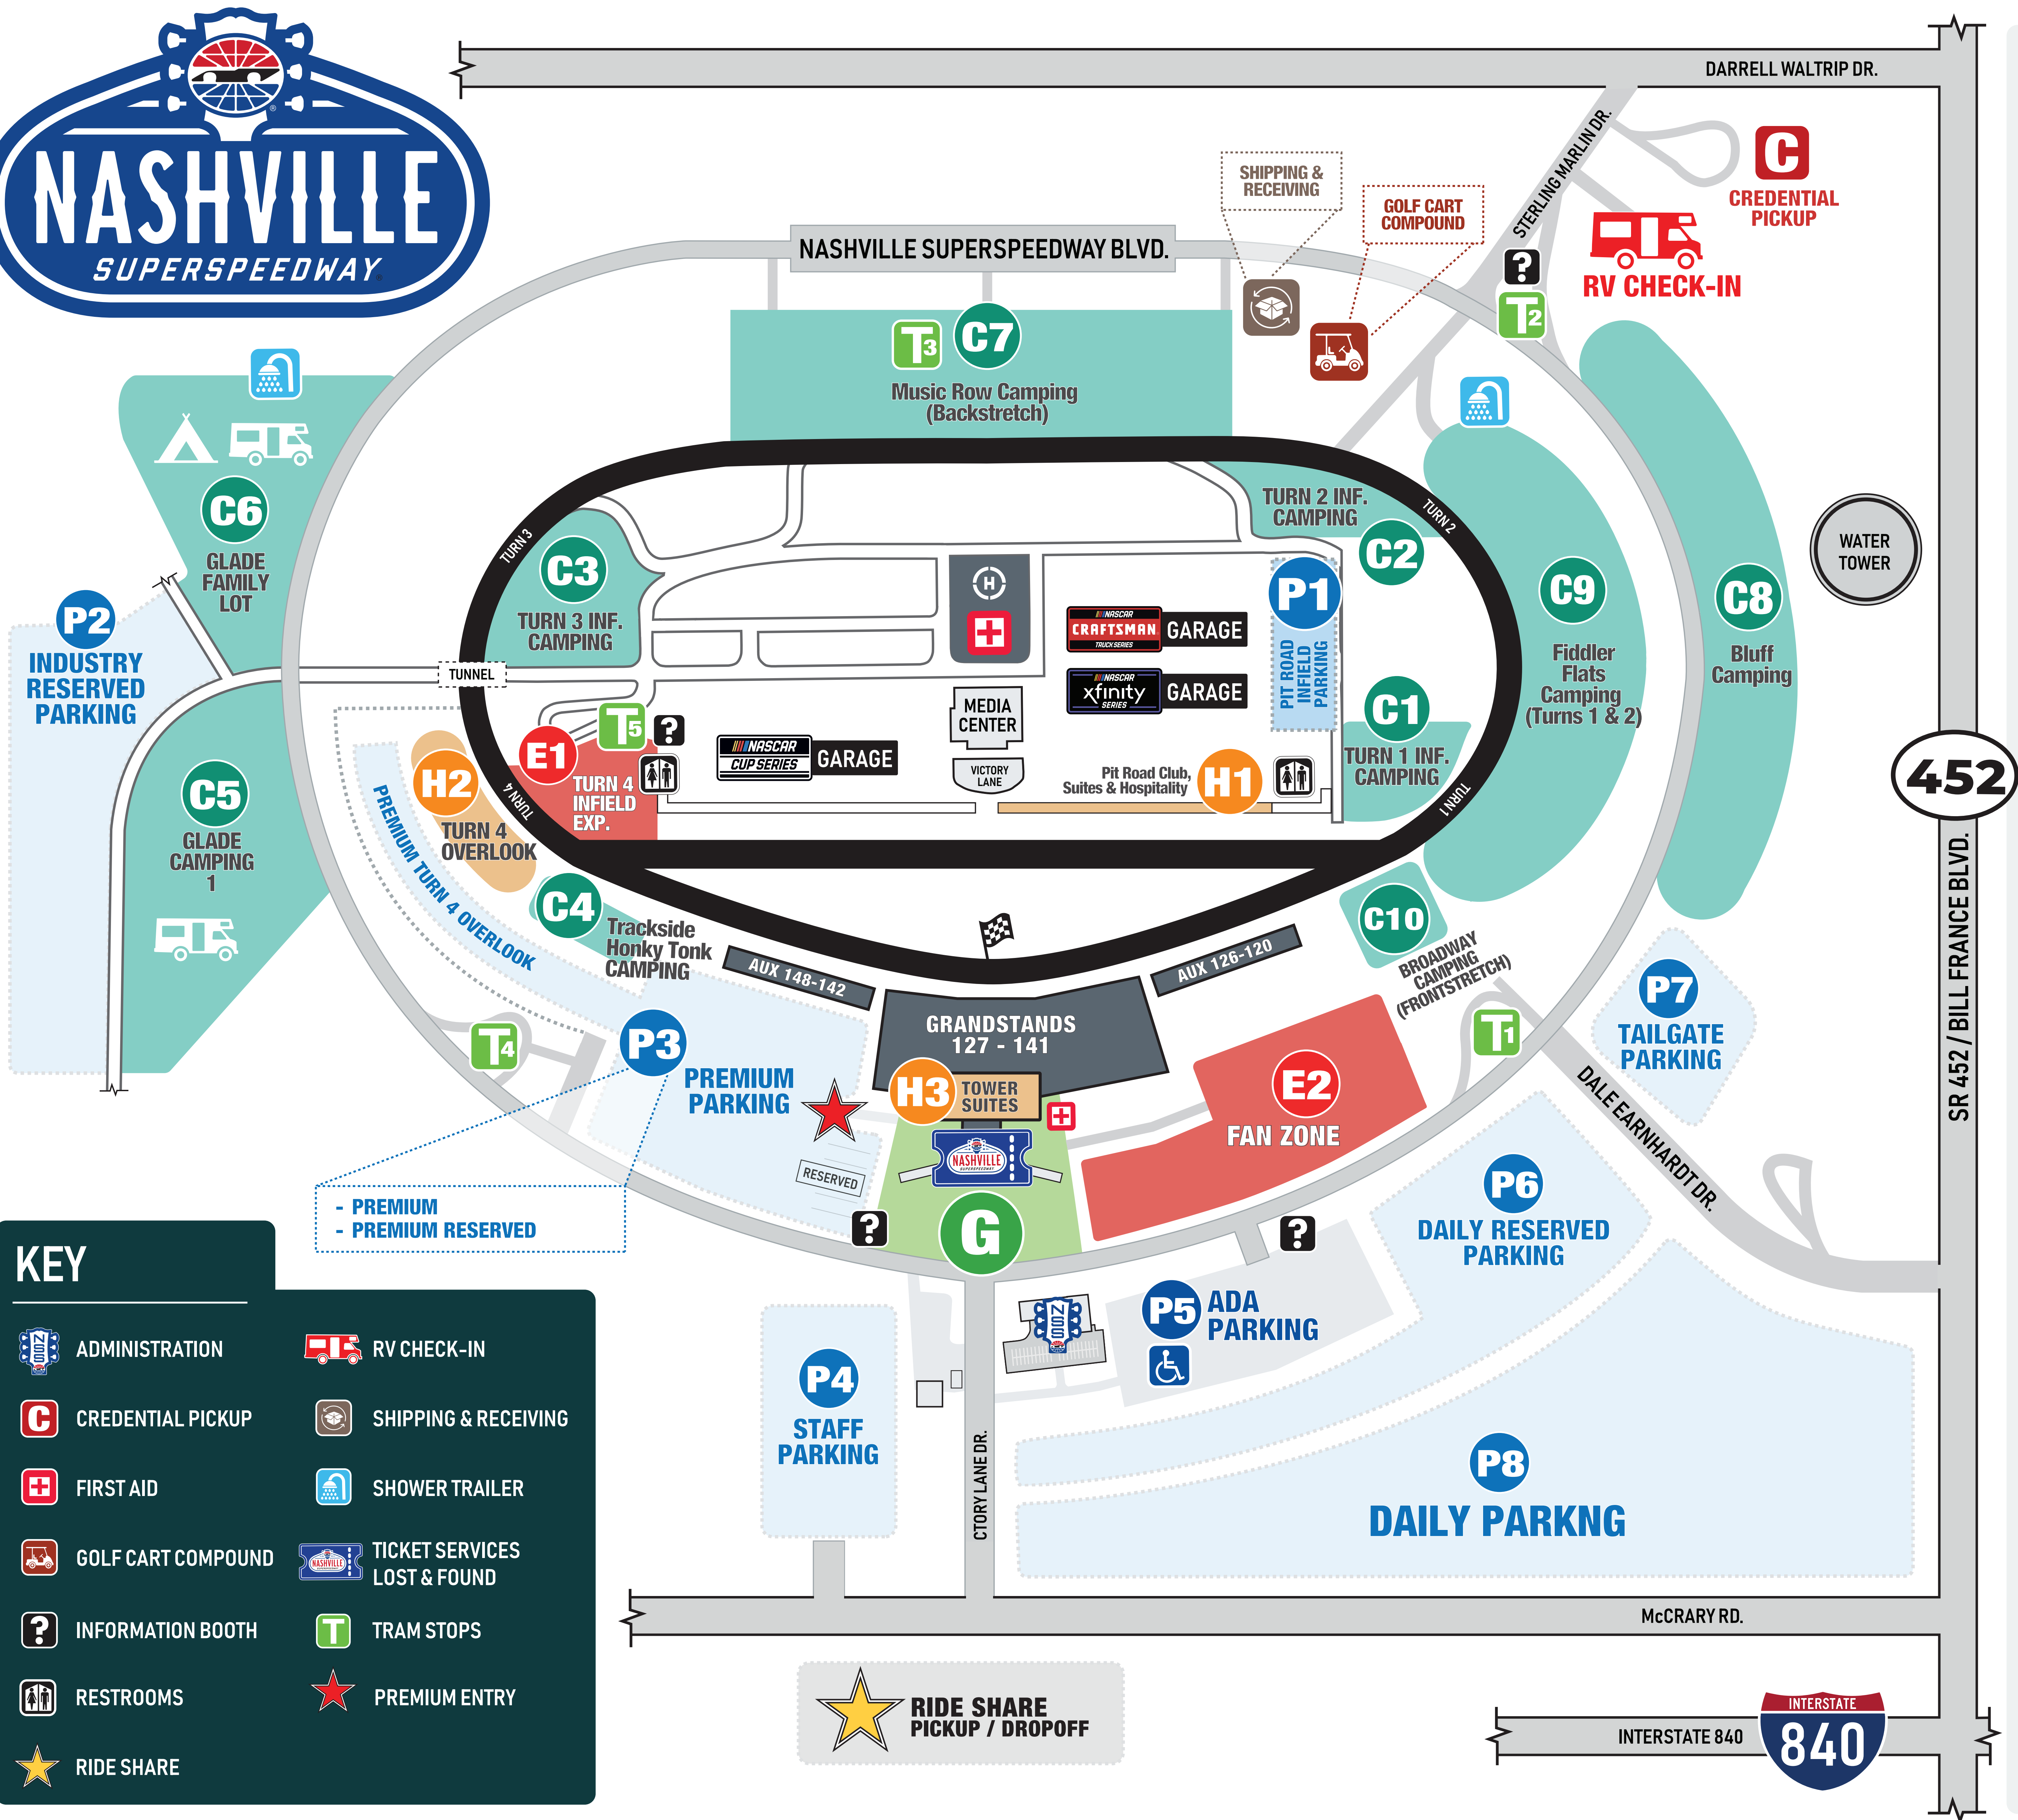 NASHVILLE
SUPERSPEEDWAY
®
DARRELL WALTRIP DR.
STERLING MARLIN DR.
C
CREDENTIAL
PICKUP
SHIPPING &
RECEIVING
GOLF CART
COMPOUND
RV CHECK-IN
?
T2
NASHVILLE SUPERSPEEDWAY BLVD.
T3
C7
Music Row Camping
(Backstretch)
C6
GLADE
FAMILY
LOT
P2
INDUSTRY
RESERVED
PARKING
C5
GLADE
CAMPING
1
TUNNEL
TURN 3
C3
TURN 3 INF.
CAMPING
H
TURN 2 INF.
CAMPING
C2
TURN 2
P1
PIT ROAD
INFIELD
PARKING
NASCAR
CRAFTSMAN
TRUCK SERIES
GARAGE
NASCAR
xfinity
SERIES
GARAGE
MEDIA
CENTER
VICTORY
LANE
NASCAR
CUP SERIES
GARAGE
C1
TURN 1 INF.
CAMPING
TURN 1
Pit Road Club,
Suites & Hospitality
H1
T5
?
E1
TURN 4
INFIELD
EXP.
TURN 4
H2
TURN 4
OVERLOOK
PREMIUM TURN 4 OVERLOOK
C4
Trackside
Honky Tonk
CAMPING
C9
Fiddler
Flats
Camping
(Turns 1 & 2)
C8
Bluff
Camping
WATER
TOWER
452
SR 452 / BILL FRANCE BLVD.
AUX 148-142
AUX 126-120
GRANDSTANDS
127 - 141
C10
BROADWAY
CAMPING
(FRONTSTRETCH)
P7
TAILGATE
PARKING
T1
T4
P3
PREMIUM
PARKING
H3
TOWER
SUITES
E2
FAN ZONE
NASHVILLE
SUPERSPEEDWAY
RESERVED
- PREMIUM
- PREMIUM RESERVED
?
G
?
DALE EARNHARDT DR.
P6
DAILY RESERVED
PARKING
NSS
P5
ADA
PARKING
P4
STAFF
PARKING
CTORY LANE DR.
P8
DAILY PARKNG
McCRARY RD.
RIDE SHARE
PICKUP / DROPOFF
INTERSTATE 840
INTERSTATE
840
KEY
NSS
ADMINISTRATION
C
CREDENTIAL PICKUP
FIRST AID
GOLF CART COMPOUND
?
INFORMATION BOOTH
RESTROOMS
RIDE SHARE
RV CHECK-IN
SHIPPING & RECEIVING
SHOWER TRAILER
NASHVILLE
SUPERSPEEDWAY
TICKET SERVICES
LOST & FOUND
T
TRAM STOPS
PREMIUM ENTRY